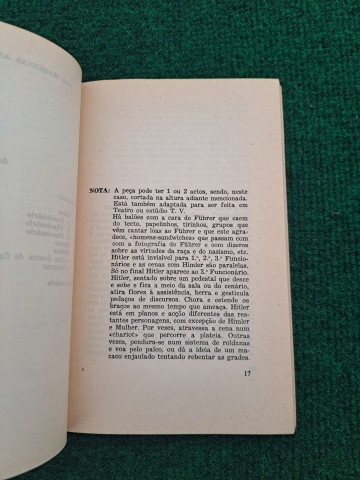 NOTA: A peça pode ter 1 ou 2 actos, sendo, neste
caso, cortada na altura adiante mencionada.
Está também adaptada para ser feita em
Teatro ou estúdio T. V.
Há balões com a cara do Führer que caem
do tecto, papelinhos, tirinhos, grupos que
vêm cantar loas ao Führer e que este agra-
dece, «homens-sandwiches» que passam com
com a fotografia do Führer e com dizeres
sobre as virtudes da raça e do nazismo, etc.
Hitler está invisível para 1.º, 2.º, 3.º Funcio-
nários e as cenas com Himler são paralelas.
Só no final Hitler aparece ao 3.º Funcionário.
Hitler, sentado sobre um pedestal que desce
e sobe e fica a meio da sala ou do cenário,
atira flores à assistência, berra e gesticula
pedaços de discursos. Chora e estende os
braços ao mesmo tempo que ameaça. Hitler
está em planos e acção diferentes das res-
tantes personagens, com excepção de Himler
e Mulher. Por vezes, atravessa a cena num
«chariot» que percorre a plateia. Outras
vezes, pendura-se num sistema de roldanas
e voa pelo palco, ou dá a ideia de um ma-
caco enjaulado tentando rebentar as grades.
17